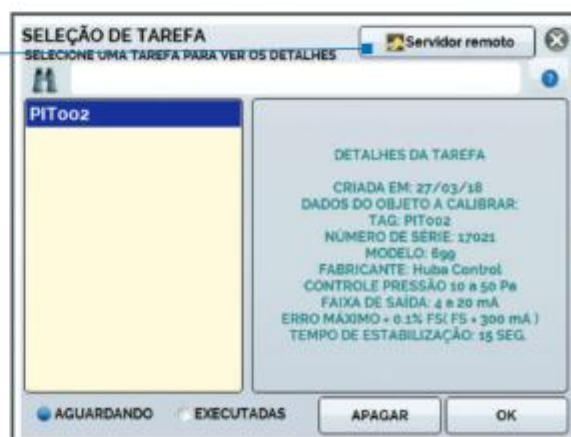 SELEÇÃO DE TAREFA
Servidor remoto
SELECIONE UMA TAREFA PARA VER OS DETALHES
?
PIT002
DETALHES DA TAREFA
CRIADA EM: 27/03/18
DADOS DO OBJETO A CALIBRAR:
TAG: PIT002
NÚMERO DE SÉRIE: 17021
MODELO: 699
FABRICANTE: Huba Control
CONTROLE PRESSÃO 10 a 50 Pa
FAIXA DE SAÍDA: 4 a 20 mA
ERRO MÁXIMO = 0.1% FS( FS = 300 mA )
TEMPO DE ESTABILIZAÇÃO: 15 SEG.
AGUARDANDO
EXECUTADAS
APAGAR
OK